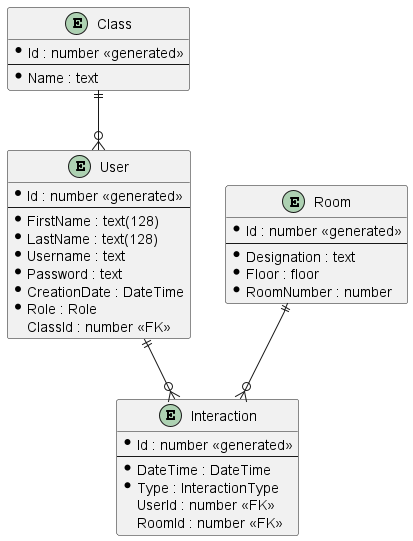 E Class
Id : number «generated»
Name : text
E User
Id : number «generated»
FirstName : text(128)
LastName : text(128)
Username : text
Password : text
CreationDate : DateTime
Role : Role
ClassId : number «FK»
E Room
Id : number «generated»
Designation : text
Floor : floor
RoomNumber : number
E Interaction
Id : number «generated»
DateTime : DateTime
Type : InteractionType
UserId : number «FK»
RoomId : number «FK»